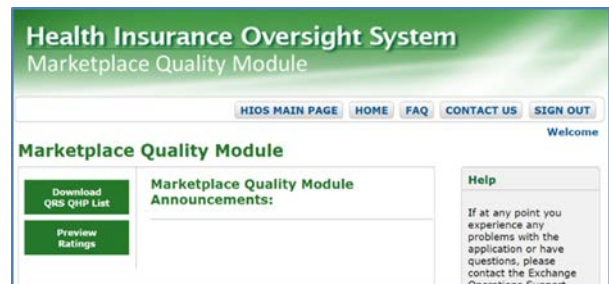 Health Insurance Oversight System
Marketplace Quality Module
HIOS MAIN PAGE HOME FAQ CONTACT US SIGN OUT
Welcome
Marketplace Quality Module
Download
QRS QHP List
Preview
Ratings
Marketplace Quality Module
Announcements:
Help
If at any point you
experience any
problems with the
application or have
questions, please
contact the Exchange
Operations Support